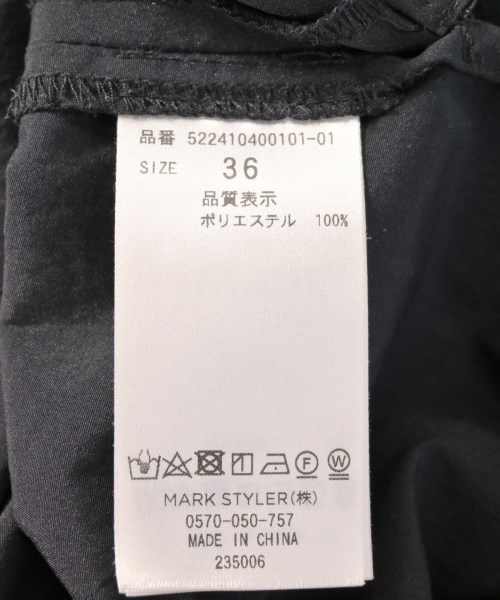 品番 522410400101-01
SIZE 36
品質表示
ポリエステル 100%
F W
MARK STYLER(株)
0570-050-757
MADE IN CHINA
235006